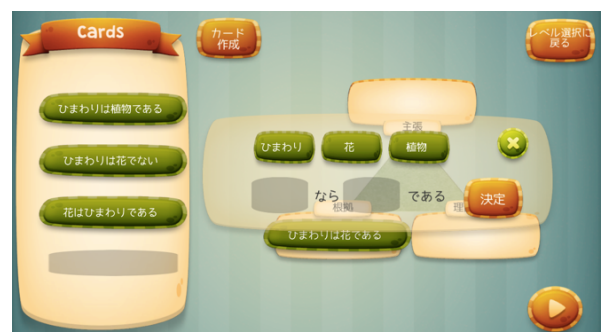 Cards
カード
作成
レベル選択に
戻る
ひまわりは植物である
ひまわりは花でない
花はひまわりである
主張
ひまわり
花
植物
なら
である
決定
根拠
理
ひまわりは花である